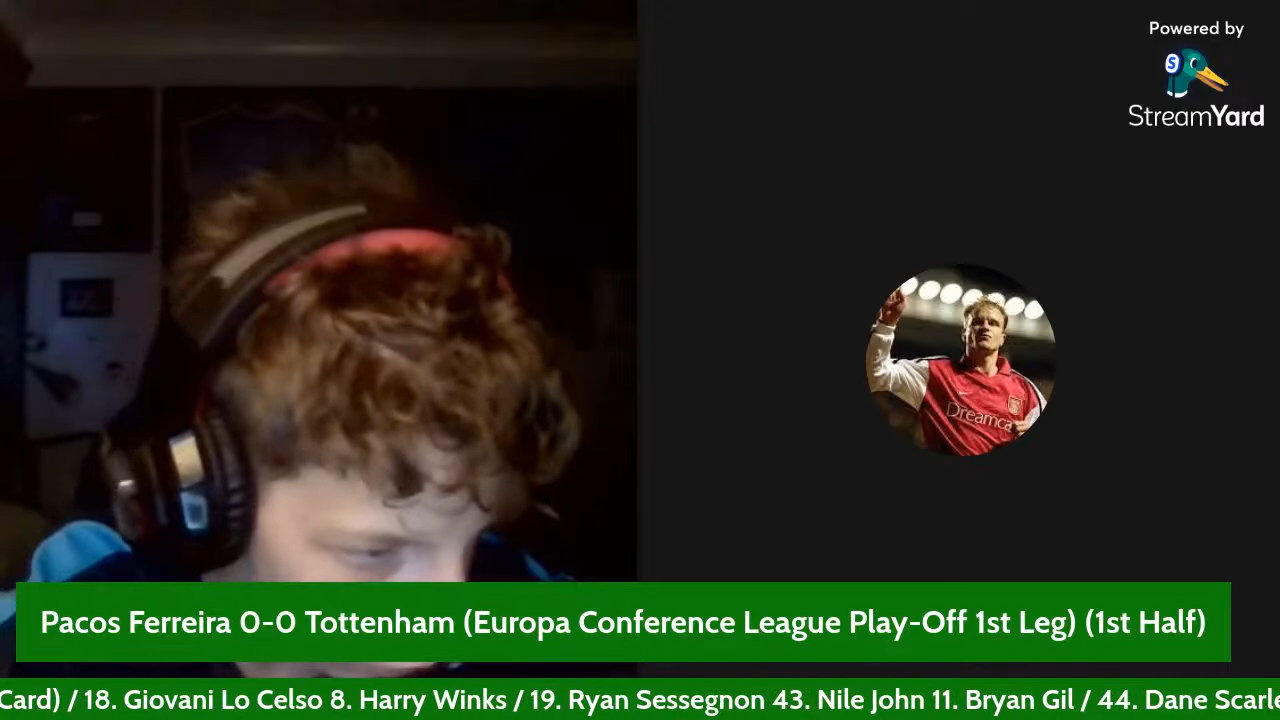 Powered by
StreamYard
Dreamca
Pacos Ferreira 0-0 Tottenham (Europa Conference League Play-Off 1st Leg) (1st Half)
Card) / 18. Giovani Lo Celso 8. Harry Winks / 19. Ryan Sessegnon 43. Nile John 11. Bryan Gil / 44. Dane Scarle